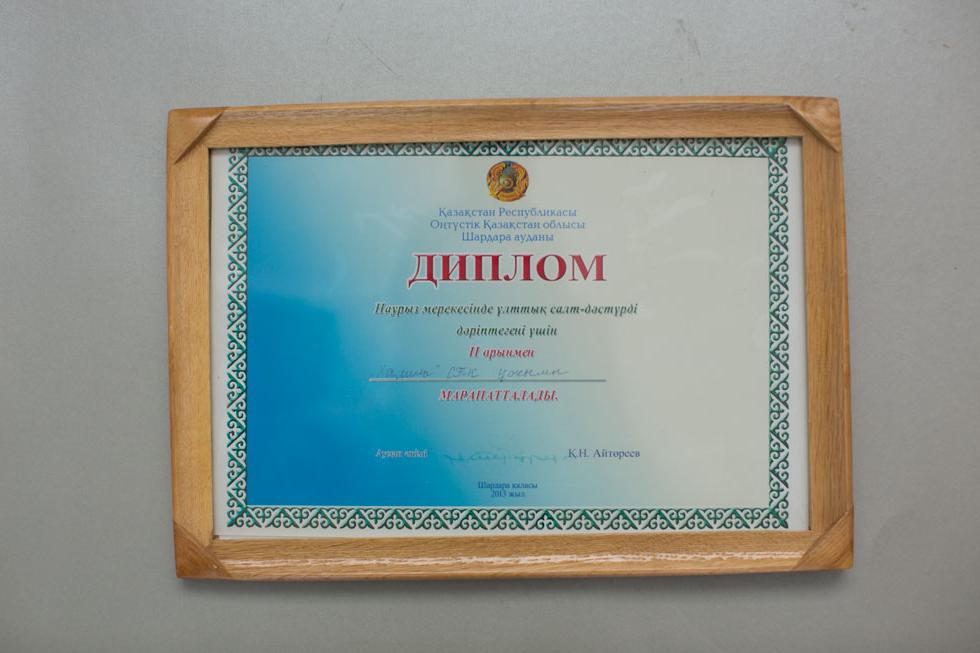 Қазақстан Республикасы
Оңтүстік Қазақстан облысы
Шардара ауданы
ДИПЛОМ
Наурыз мерекесінде ұлттық салт-дәстүрді
дәріптегені үшін
II орынмен
ұжымы
МАРАПАТТАЛАДЫ.
Аудан әкімі Қ.Н. Айтөреев
Шардара қаласы
2013 жыл